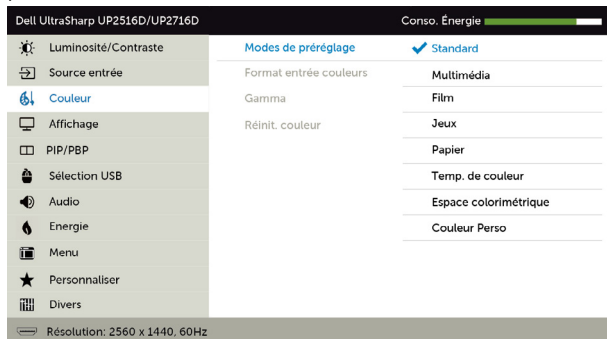 Dell UltraSharp UP2516D/UP2716D Conso, Énergie
Luminosité/Contraste Modes de préréglage Standard
Source entrée Format entrée couleurs Multimédia
Couleur Gamma Film
Affichage Réinit. couleur Jeux
PIP/PBP Papier
Sélection USB Temp. de couleur
Audio Espace colorimétrique
Energie Couleur Perso
Menu
Personnaliser
Divers
Résolution: 2560 x 1440, 60Hz